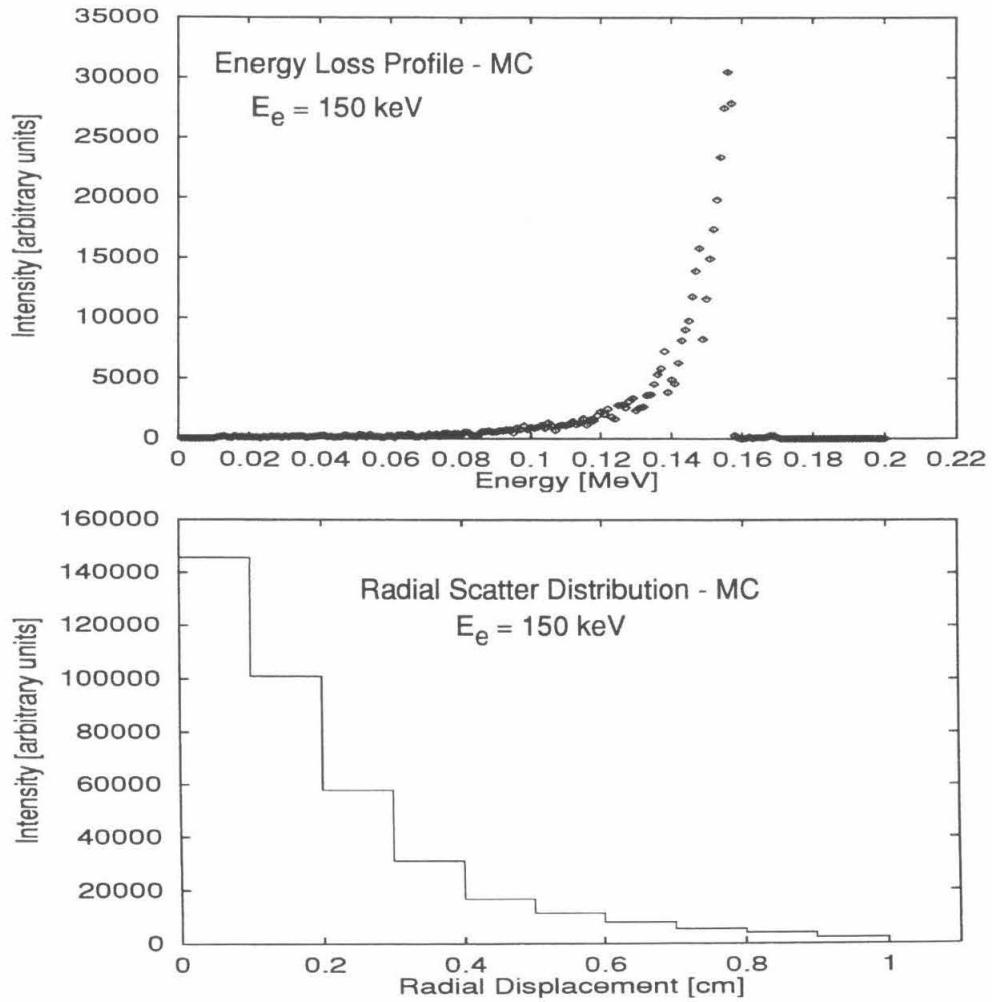 35000
30000
25000
20000
15000
10000
5000
0
Intensity [arbitrary units]
Energy Loss Profile - MC
E_e = 150 keV
0 0.02 0.04 0.06 0.08 0.1 0.12 0.14 0.16 0.18 0.2 0.22
Energy [MeV]
160000
140000
120000
100000
80000
60000
40000
20000
0
Intensity [arbitrary units]
Radial Scatter Distribution - MC
E_e = 150 keV
0 0.2 0.4 0.6 0.8 1
Radial Displacement [cm]